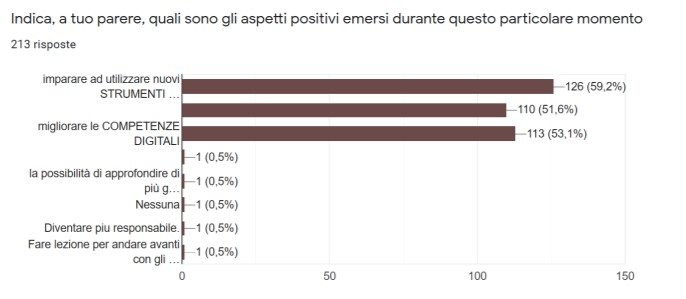 Indica, a tuo parere, quali sono gli aspetti positivi emersi durante questo particolare momento
213 risposte
imparare ad utilizzare nuovi
STRUMENTI …
126 (59,2%)
110 (51,6%)
migliorare le COMPETENZE
DIGITALI
113 (53,1%)
1 (0,5%)
la possibilità di approfondire di
più g…
1 (0,5%)
Nessuna
1 (0,5%)
Diventare piu responsabile.
1 (0,5%)
Fare lezione per andare avanti
con gli …
1 (0,5%)
0
50
100
150